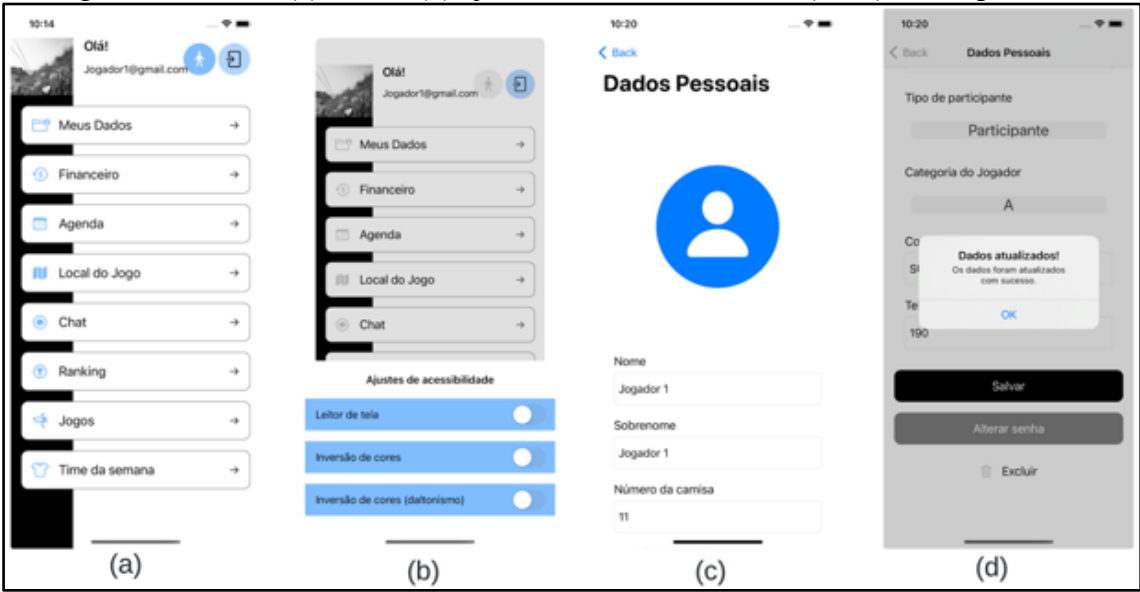 10:14
Olá!
Jogador1@gmail.com
Meus Dados
Financeiro
Agenda
Local do Jogo
Chat
Ranking
Jogos
Time da semana
(a)
Olá!
Jogador1@gmail.com
Meus Dados
Financeiro
Agenda
Local do Jogo
Chat
Ajustes de acessibilidade
Leitor de tela
Inversão de cores
Inversão de cores (daltonismo)
(b)
10:20
Back
Dados Pessoais
Nome
Jogador 1
Sobrenome
Jogador 1
Número da camisa
11
(c)
10:20
Back
Dados Pessoais
Tipo de participante
Participante
Categoria do Jogador
A
Dados atualizados!
Os dados foram atualizados
com sucesso.
OK
190
Salvar
Alterar senha
Excluir
(d)